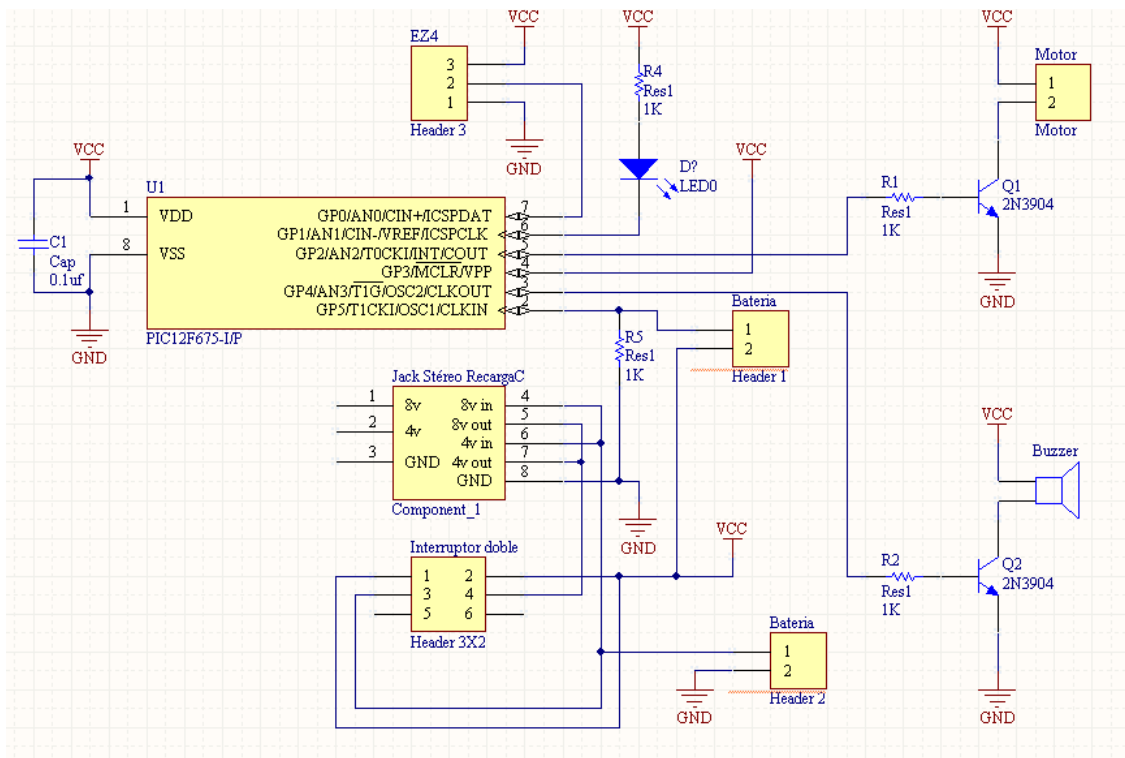 VCC
EZ4
3
2
1
Header 3
GND
VCC
R4
Res1
1K
D?
LED0
VCC
VCC
Motor
1
2
Motor
R1
Res1
1K
Q1
2N3904
GND
VCC
C1
Cap
0.1uf
GND
U1
1 VDD GP0/AN0/CIN+/ICSPDAT 7
GP1/AN1/CIN-/VREF/ICSPCLK 6
8 VSS GP2/AN2/T0CKI/INT/COUT 5
GP3/MCLR/VPP 4
GP4/AN3/T1G/OSC2/CLKOUT 3
GP5/T1CKI/OSC1/CLKIN 2
PIC12F675-I/P
R5
Res1
1K
Bateria
1
2
Header 1
Jack Stéreo RecargaC
1 8v 8v in 4
8v out 5
2 4v 4v in 6
3 GND 4v out 7
GND 8
Component_1
GND
VCC
Interruptor doble
1 2
3 4
5 6
Header 3X2
Bateria
1
2
Header 2
GND
VCC
Buzzer
R2
Res1
1K
Q2
2N3904
GND